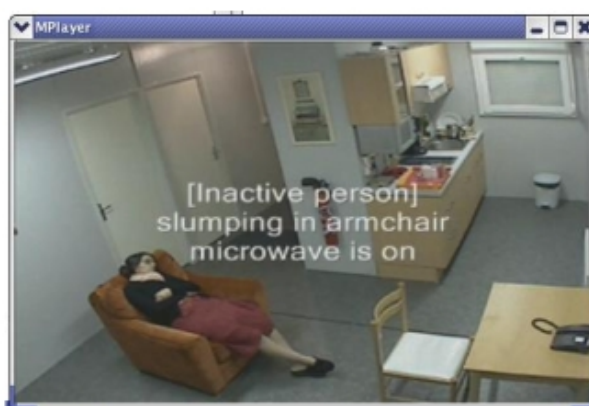 MPlayer
[Inactive person]
slumping in armchair
microwave is on